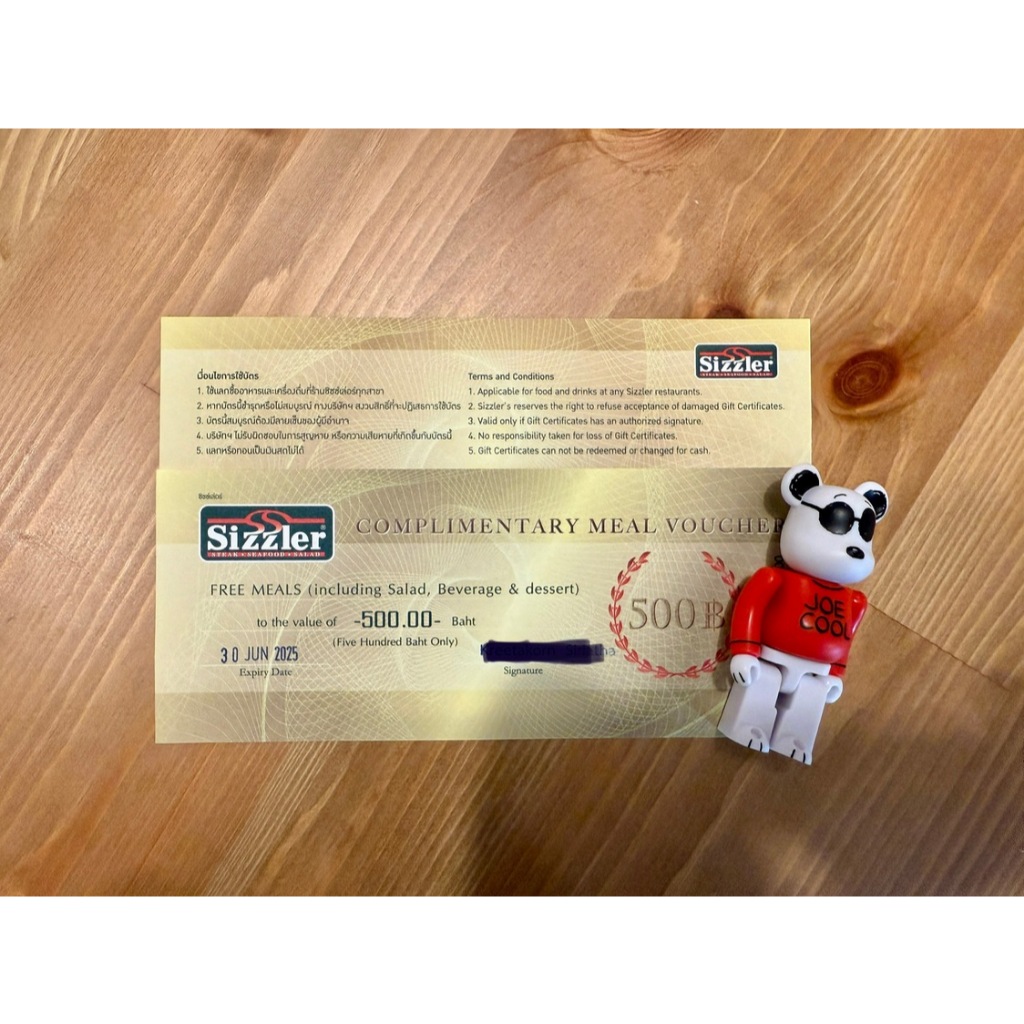 Sizzler
STEAK • SEAFOOD • SALAD
เงื่อนไขการใช้บัตร
1. ใช้แลกซื้ออาหารและเครื่องดื่มที่ร้านซิซซ์เล่อร์ทุกสาขา
2. หากบัตรนี้ชำรุดหรือไม่สมบูรณ์ ทางบริษัทฯ สงวนสิทธิ์ที่จะปฏิเสธการใช้บัตร
3. บัตรนี้สมบูรณ์ต้องมีลายเซ็นของผู้มีอำนาจ
4. บริษัทฯ ไม่รับผิดชอบในการสูญหาย หรือความเสียหายที่เกิดขึ้นกับบัตรนี้
5. แลกหรือทอนเป็นเงินสดไม่ได้
Terms and Conditions
1. Applicable for food and drinks at any Sizzler restaurants.
2. Sizzler's reserves the right to refuse acceptance of damaged Gift Certificates.
3. Valid only if Gift Certificates has an authorized signature.
4. No responsibility taken for loss of Gift Certificates.
5. Gift Certificates can not be redeemed or changed for cash.
ซิซซ์เล่อร์
Sizzler
STEAK • SEAFOOD • SALAD
COMPLIMENTARY MEAL VOUCHER
FREE MEALS (including Salad, Beverage & dessert)
to the value of -500.00- Baht
(Five Hundred Baht Only)
500฿
30 JUN 2025
Expiry Date
Signature
JOE
COOL